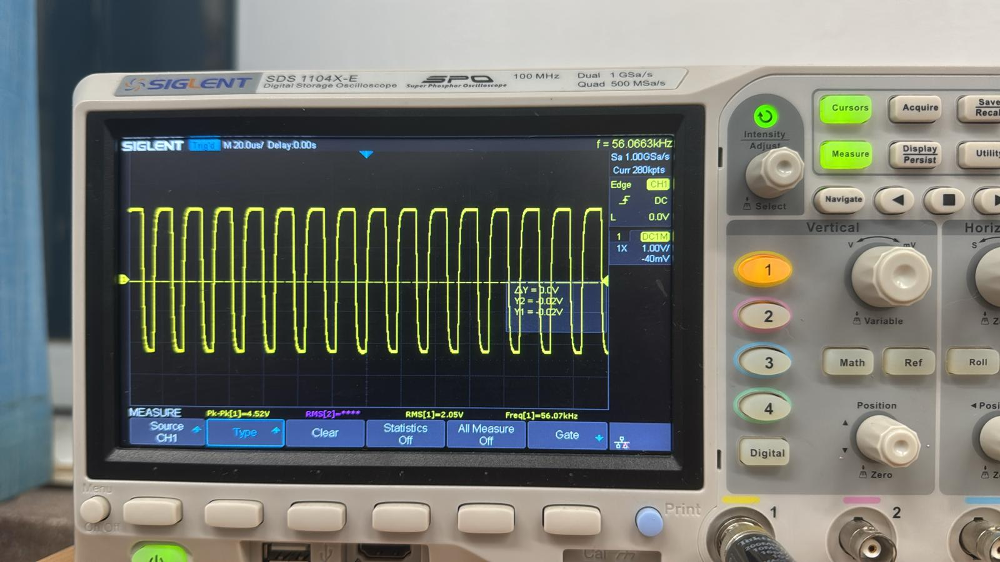 SIGLENT SDS 1104X-E
Digital Storage Oscilloscope
SPO
Super Phosphor Oscilloscope
100 MHz
Dual 1 GSa/s
Quad 500 MSa/s
SIGLENT Trig'd M 20.0us/ Delay:0.00s
f = 56.0663kHz
Sa 1.00GSa/s
Curr 280kpts
Edge CH1
DC
L 0.0V
1 DC1M
1X 1.00V/
-40mV
△Y = 0.0V
Y2 = -0.02V
Y1 = -0.02V
MEASURE Pk-Pk[1]=4.52V RMS[2]=**** RMS[1]=2.05V Freq[1]=56.07kHz
Source
CH1
Type
Clear
Statistics
Off
All Measure
Off
Gate
Menu
On/Off
Print
Cal
Intensity
Adjust
Select
Cursors
Acquire
Save
Recal
Measure
Display
Persist
Utility
Navigate
Vertical
Horiz
V mV
S
1
2
3
4
Variable
Math
Ref
Roll
Position
Posi
Digital
Zero
1
2
200MH